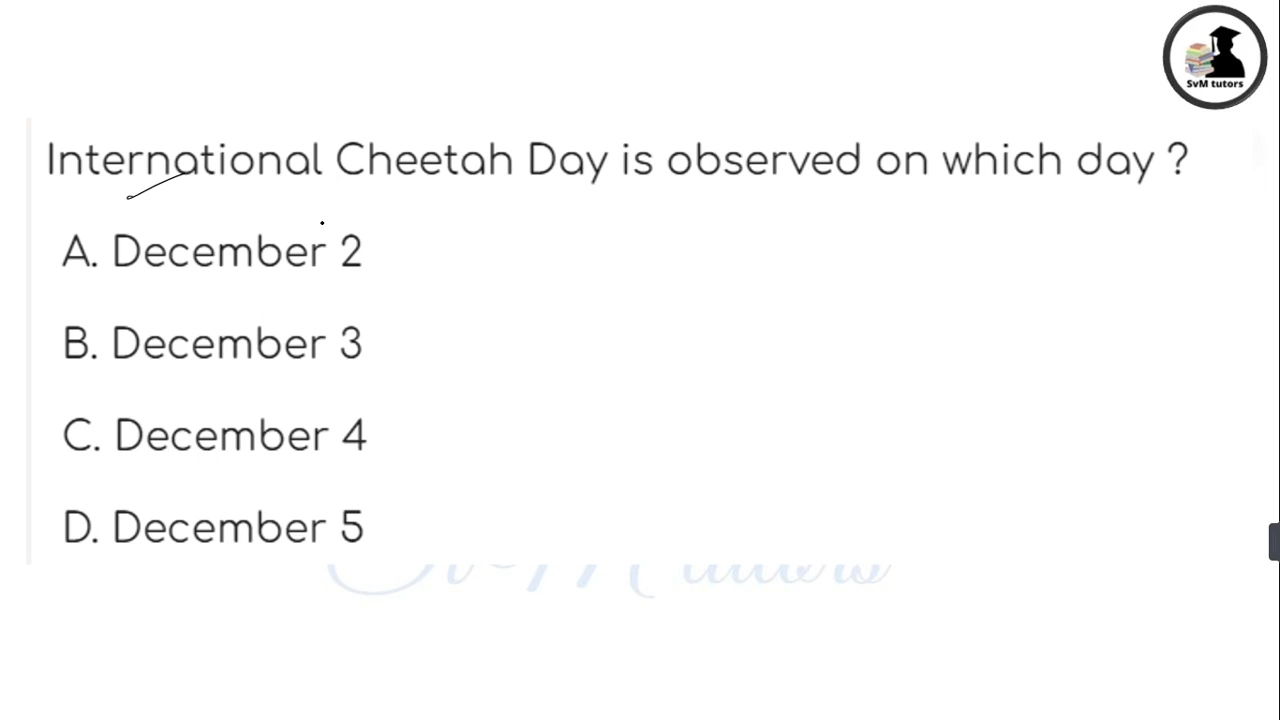 SvM tutors
International Cheetah Day is observed on which day ?
A. December 2
B. December 3
C. December 4
D. December 5